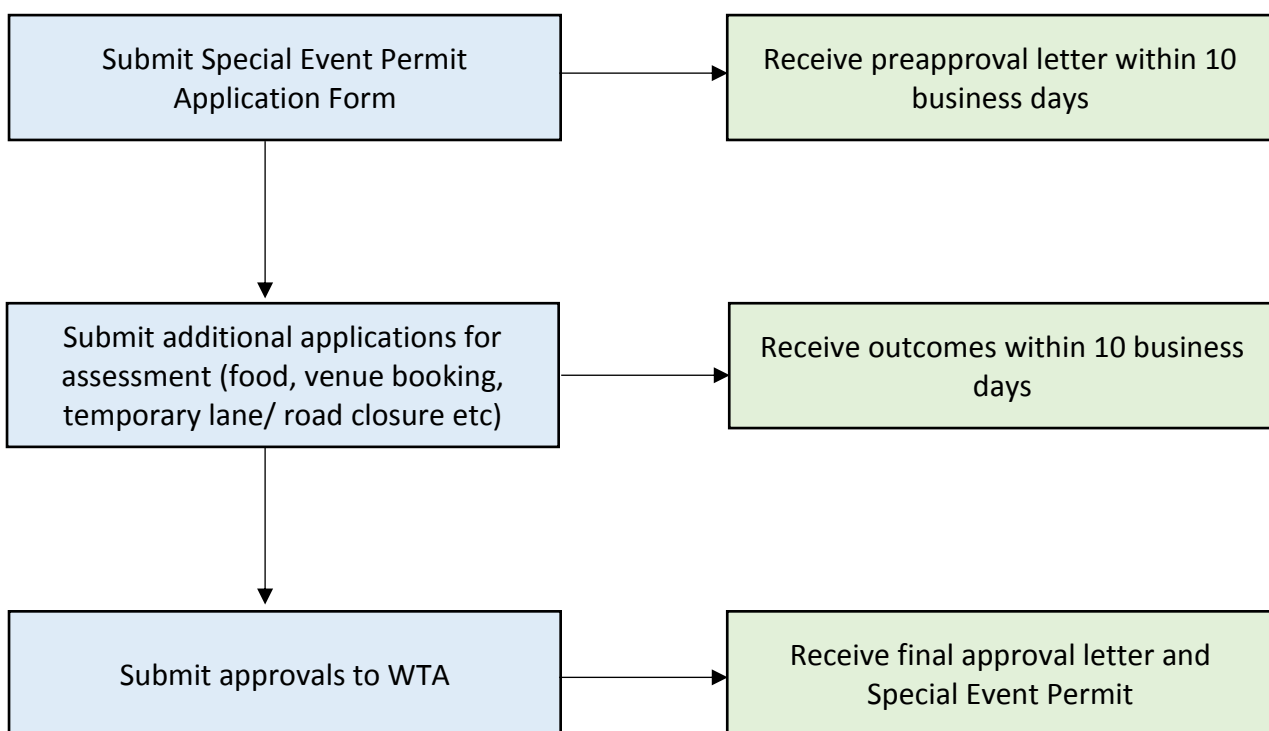 Submit Special Event Permit
Application Form
Receive preapproval letter within 10
business days
Submit additional applications for
assessment (food, venue booking,
temporary lane/ road closure etc)
Receive outcomes within 10 business
days
Submit approvals to WTA
Receive final approval letter and
Special Event Permit